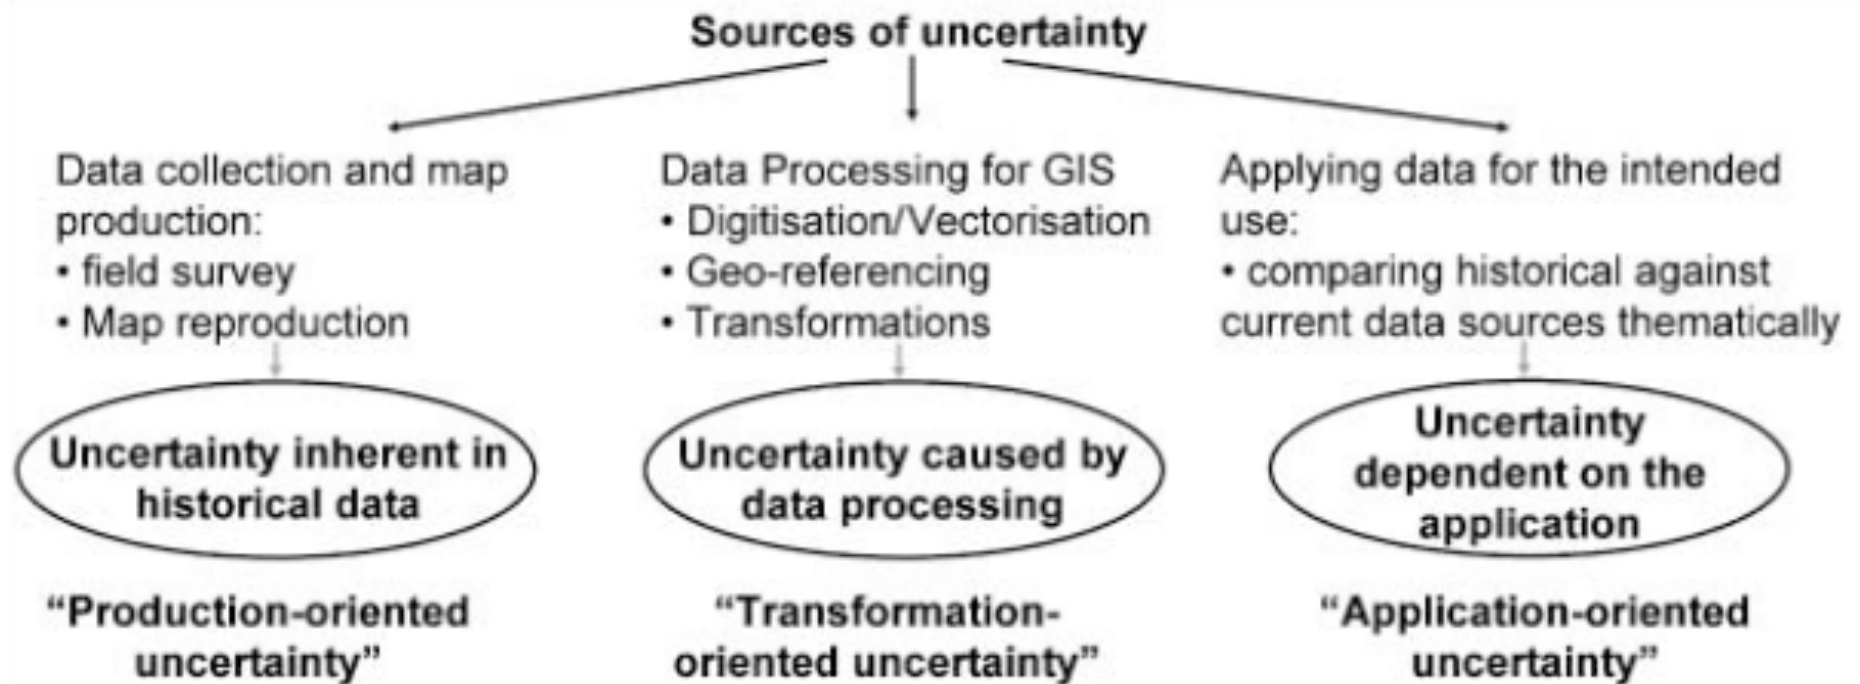 Sources of uncertainty
Data collection and map
production:
• field survey
• Map reproduction
Uncertainty inherent in
historical data
“Production-oriented
uncertainty”
Data Processing for GIS
• Digitisation/Vectorisation
• Geo-referencing
• Transformations
Uncertainty caused by
data processing
“Transformation-
oriented uncertainty”
Applying data for the intended
use:
• comparing historical against
current data sources thematically
Uncertainty
dependent on the
application
“Application-oriented
uncertainty”